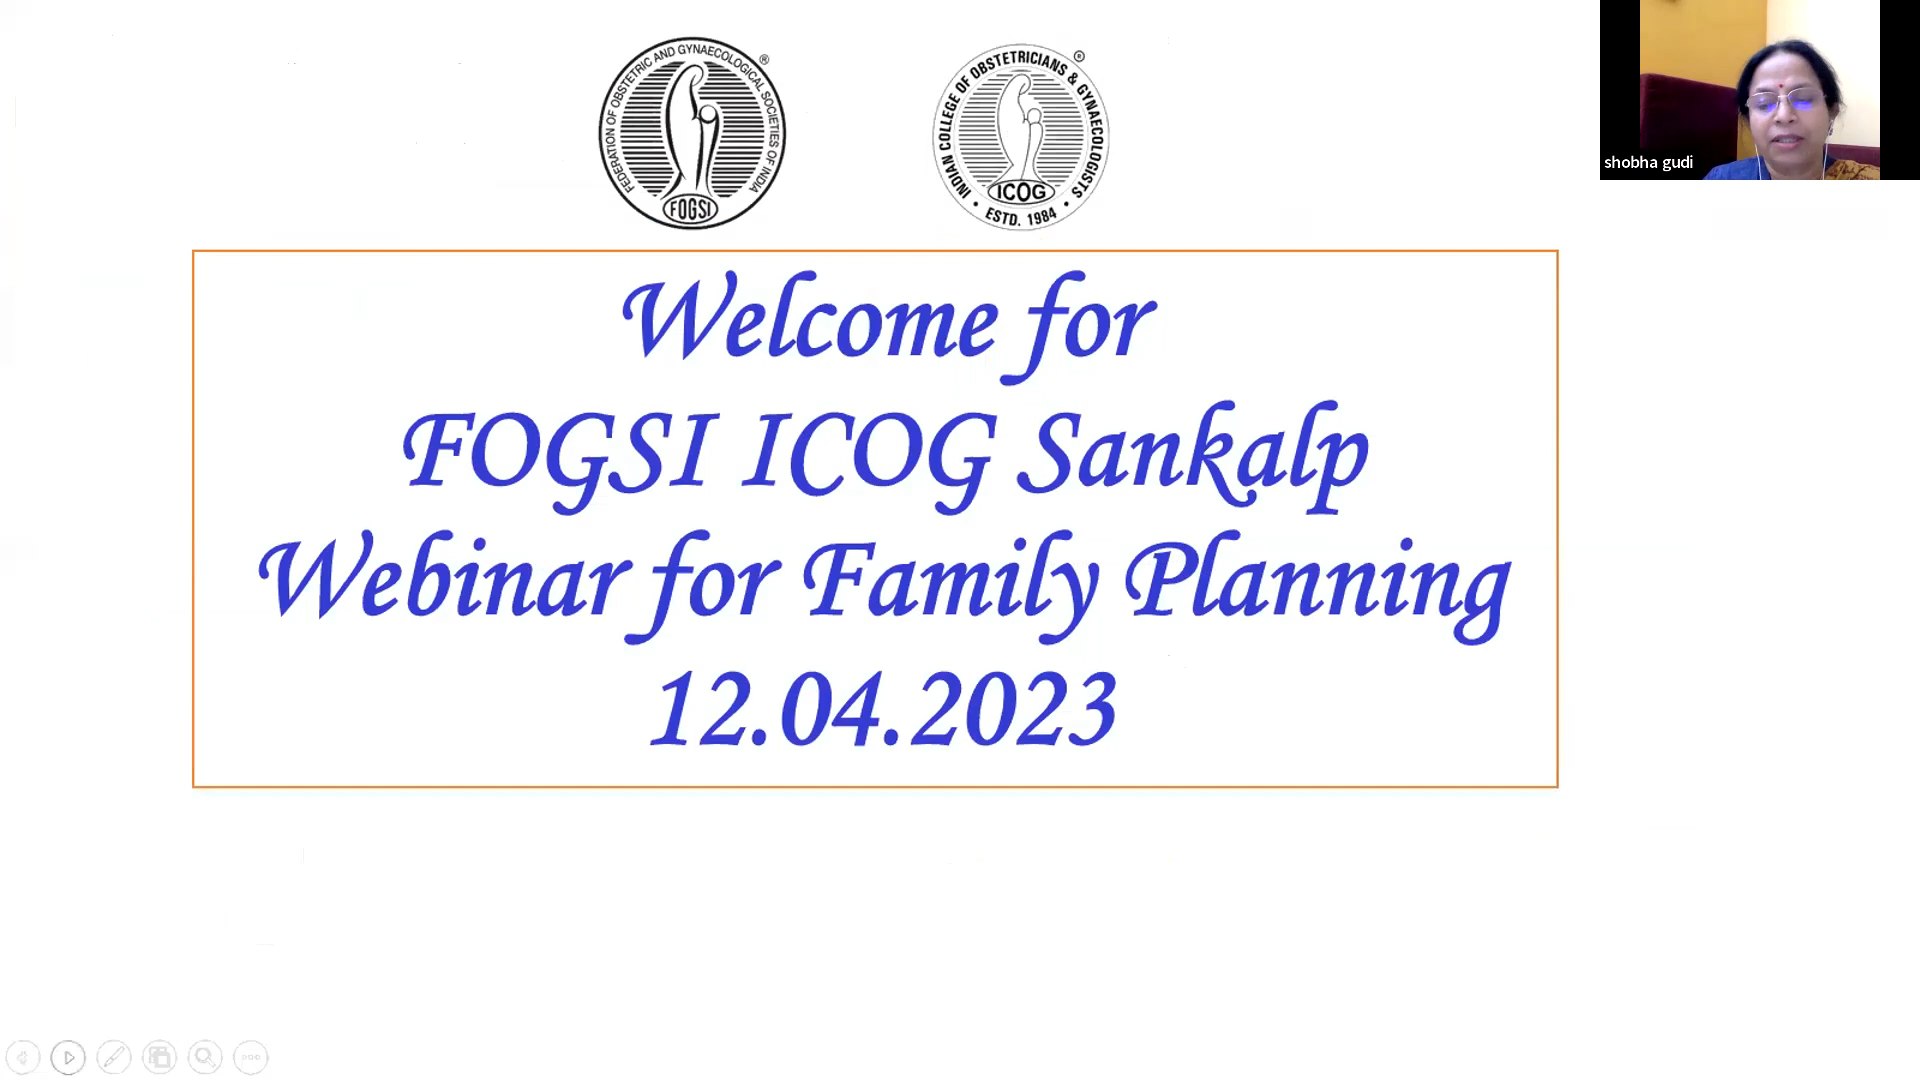 FEDERATION OF OBSTETRIC AND GYNAECOLOGICAL SOCIETIES OF INDIA
®
FOGSI
INDIAN COLLEGE OF OBSTETRICIANS & GYNAECOLOGISTS
®
ICOG
• ESTD. 1984 •
shobha gudi
Welcome for
FOGSI ICOG Sankalp
Webinar for Family Planning
12.04.2023